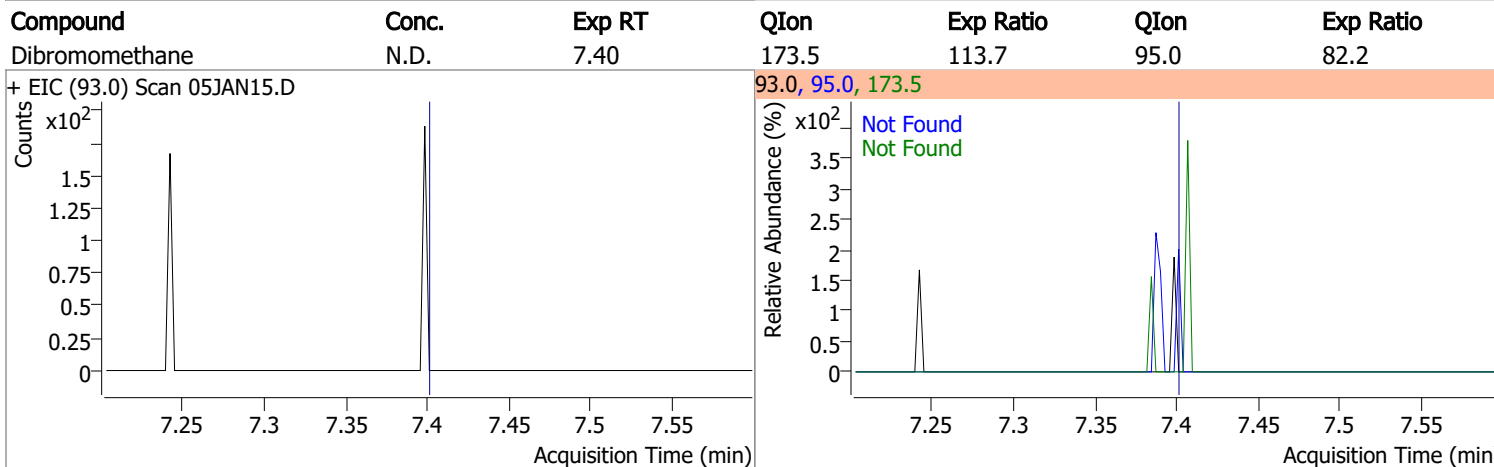 Compound Conc. Exp RT QIon Exp Ratio QIon Exp Ratio
Dibromomethane N.D. 7.40 173.5 113.7 95.0 82.2
+ EIC (93.0) Scan 05JAN15.D
Counts
x10²
1.5
1.25
1
0.75
0.5
0.25
0
7.25 7.3 7.35 7.4 7.45 7.5 7.55
Acquisition Time (min)
93.0, 95.0, 173.5
Relative Abundance (%)
x10²
Not Found
Not Found
3.5
3
2.5
2
1.5
1
0.5
0
7.25 7.3 7.35 7.4 7.45 7.5 7.55
Acquisition Time (min